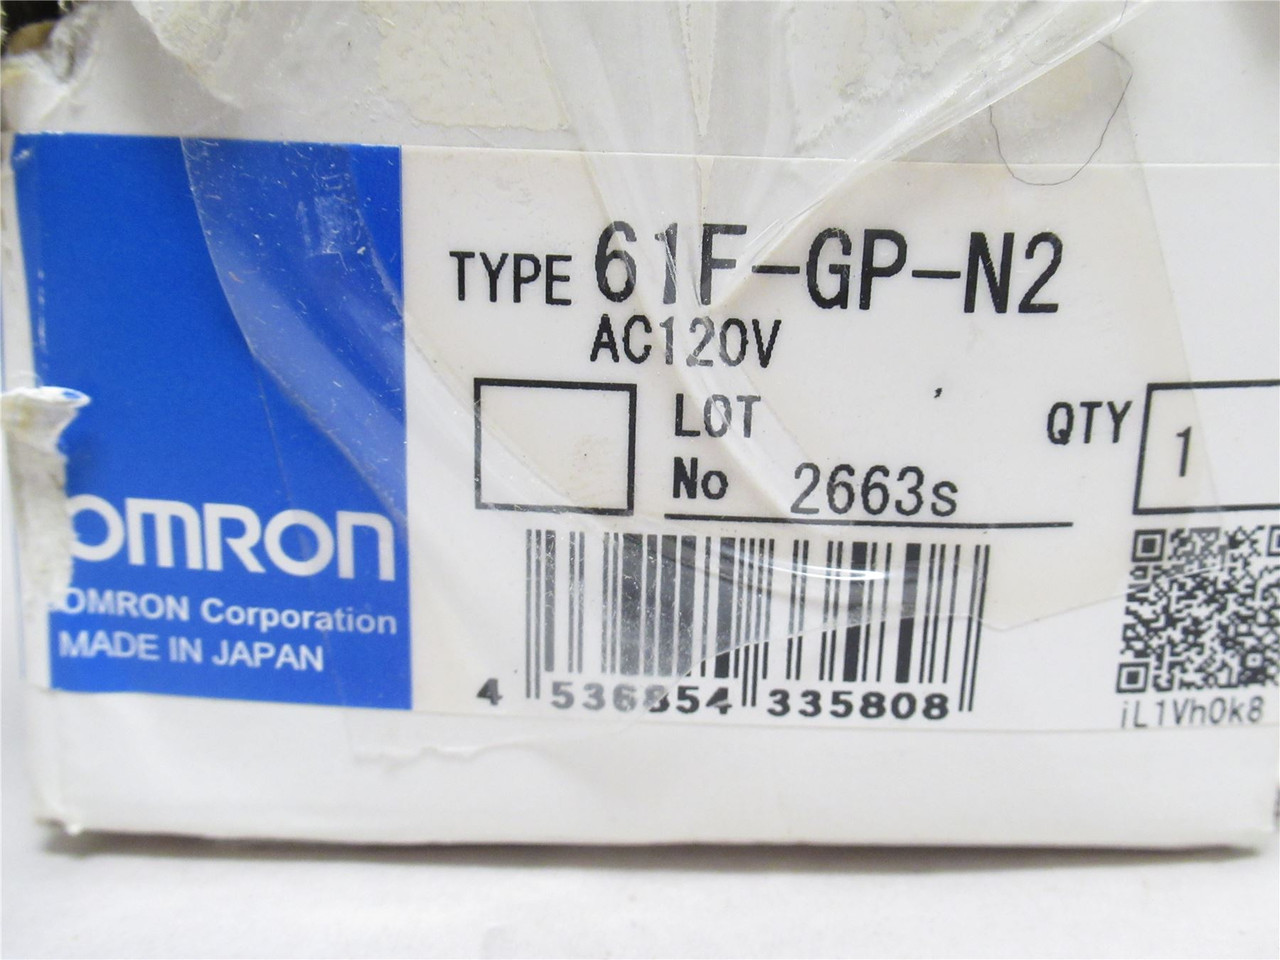 TYPE 61F-GP-N2
AC120V
LOT
No 2663s
QTY 1
OMRON
OMRON Corporation
MADE IN JAPAN
4 536854 335808
iL1Vh0k8